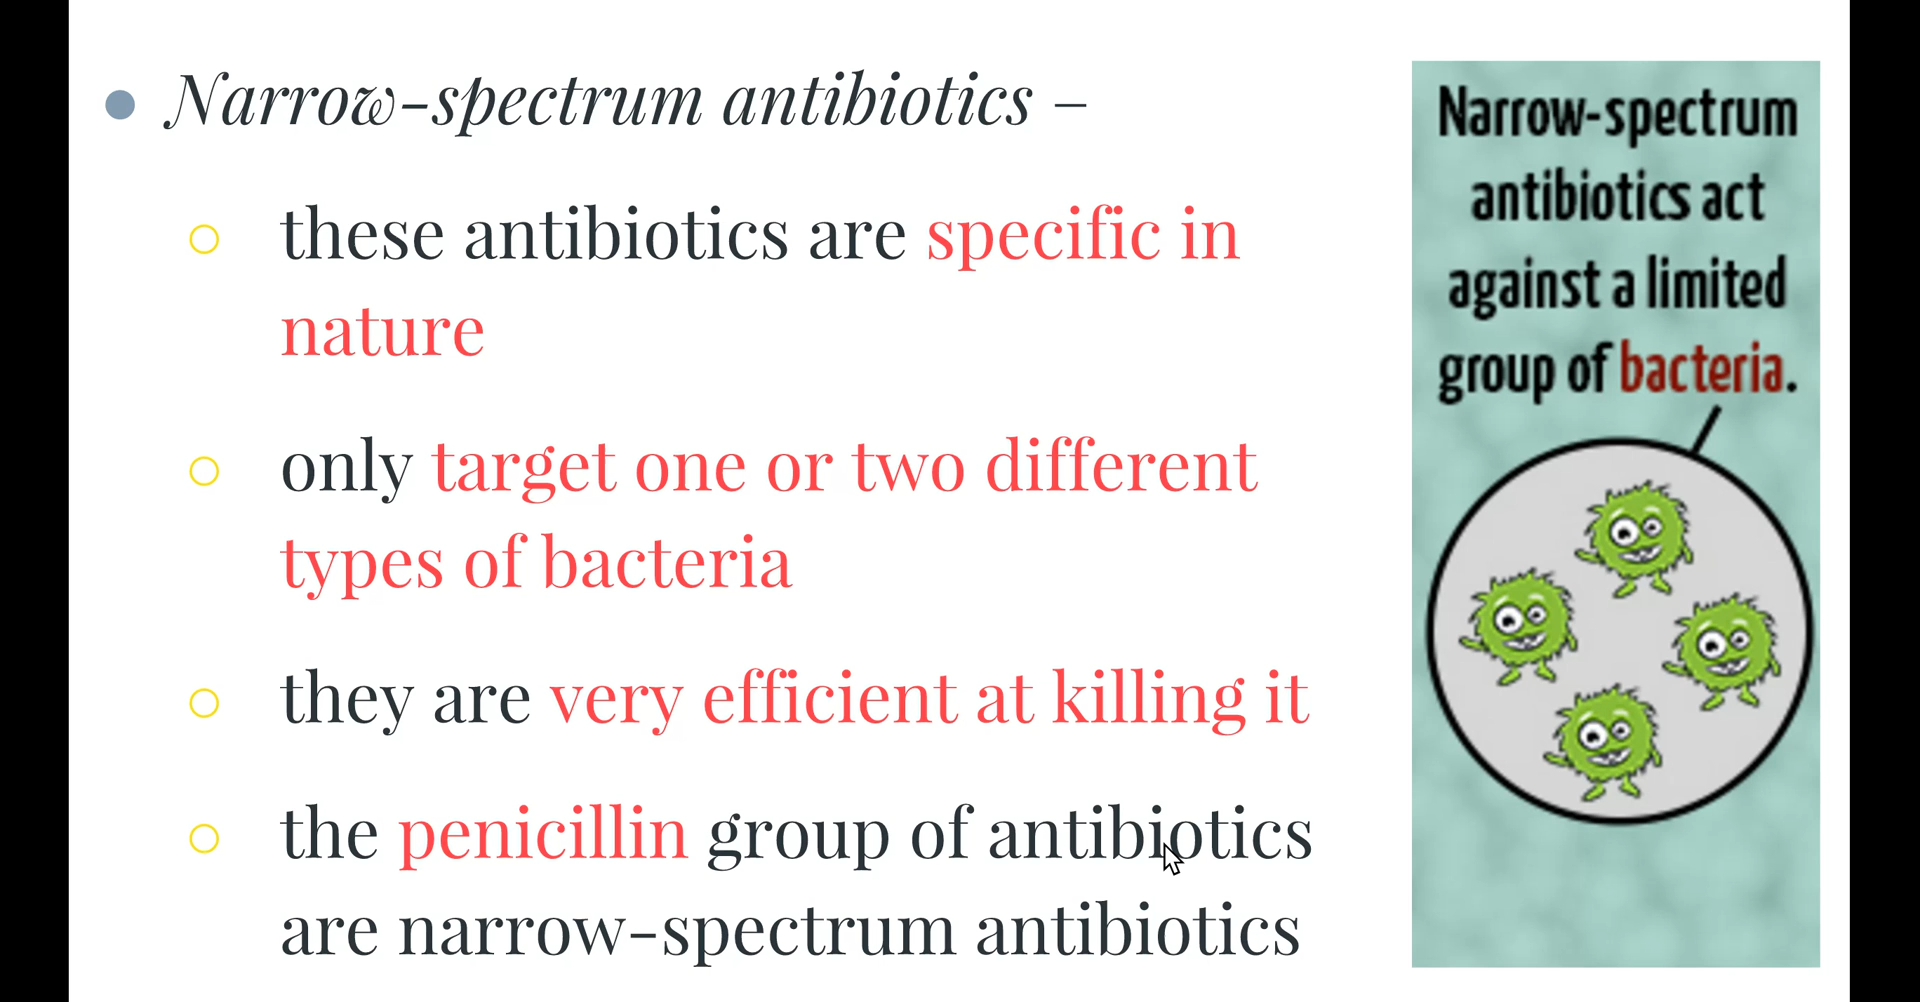 Narrow-spectrum antibiotics –
these antibiotics are specific in
nature
only target one or two different
types of bacteria
they are very efficient at killing it
the penicillin group of antibiotics
are narrow-spectrum antibiotics
Narrow-spectrum
antibiotics act
against a limited
group of bacteria.